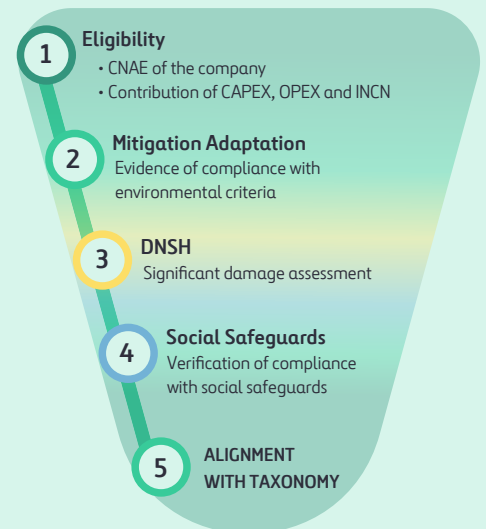 1
Eligibility
• CNAE of the company
• Contribution of CAPEX, OPEX and INCN
2
Mitigation Adaptation
Evidence of compliance with
environmental criteria
3
DNSH
Significant damage assessment
4
Social Safeguards
Verification of compliance
with social safeguards
5
ALIGNMENT
WITH TAXONOMY